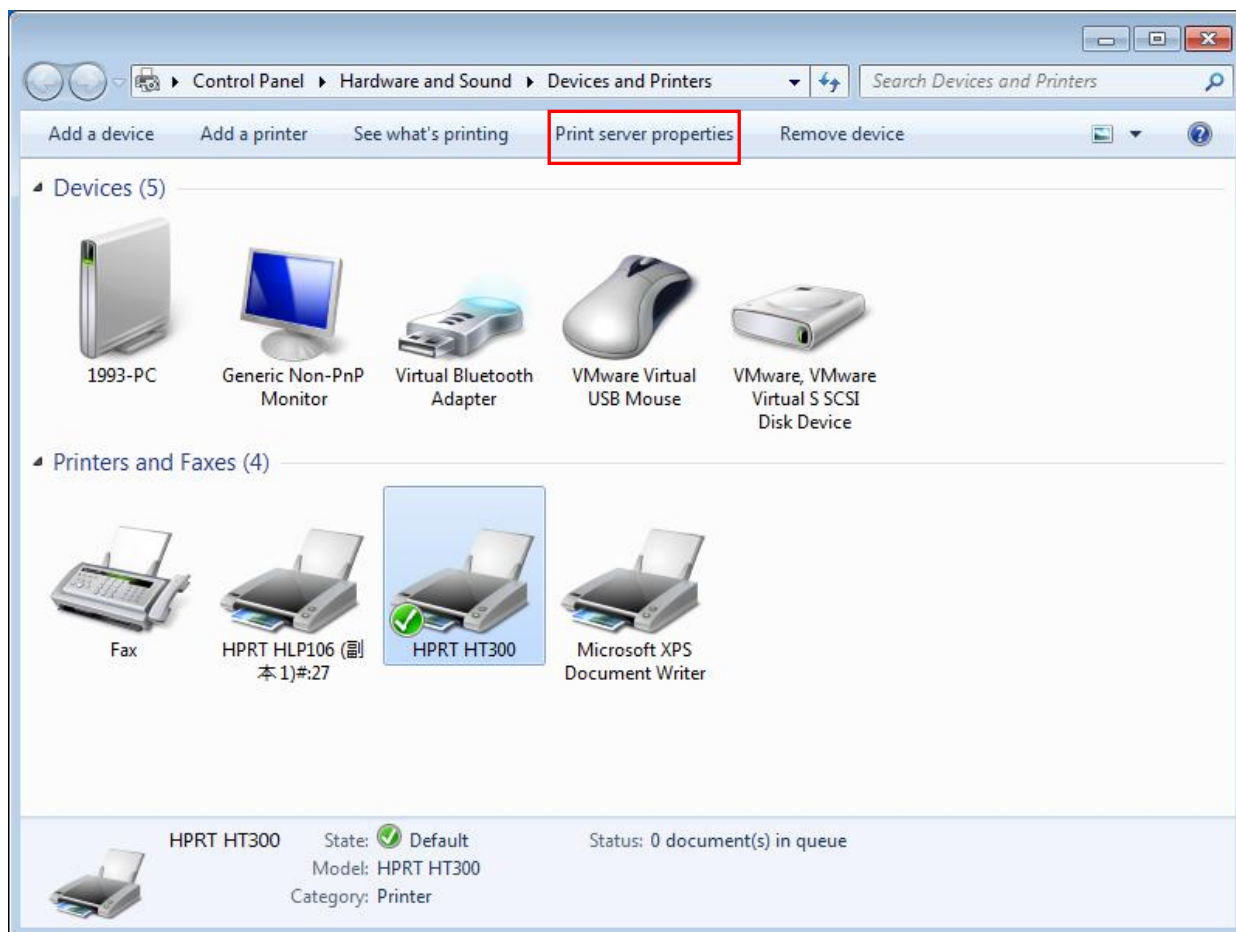 Control Panel Hardware and Sound Devices and Printers Search Devices and Printers
Add a device Add a printer See what's printing Print server properties Remove device
Devices (5)
1993-PC
Generic Non-PnP
Monitor
Virtual Bluetooth
Adapter
VMware Virtual
USB Mouse
VMware, VMware
Virtual S SCSI
Disk Device
Printers and Faxes (4)
Fax
HPRT HLP106 (副
本 1)#:27
HPRT HT300
Microsoft XPS
Document Writer
HPRT HT300 State: Default Status: 0 document(s) in queue
Model: HPRT HT300
Category: Printer